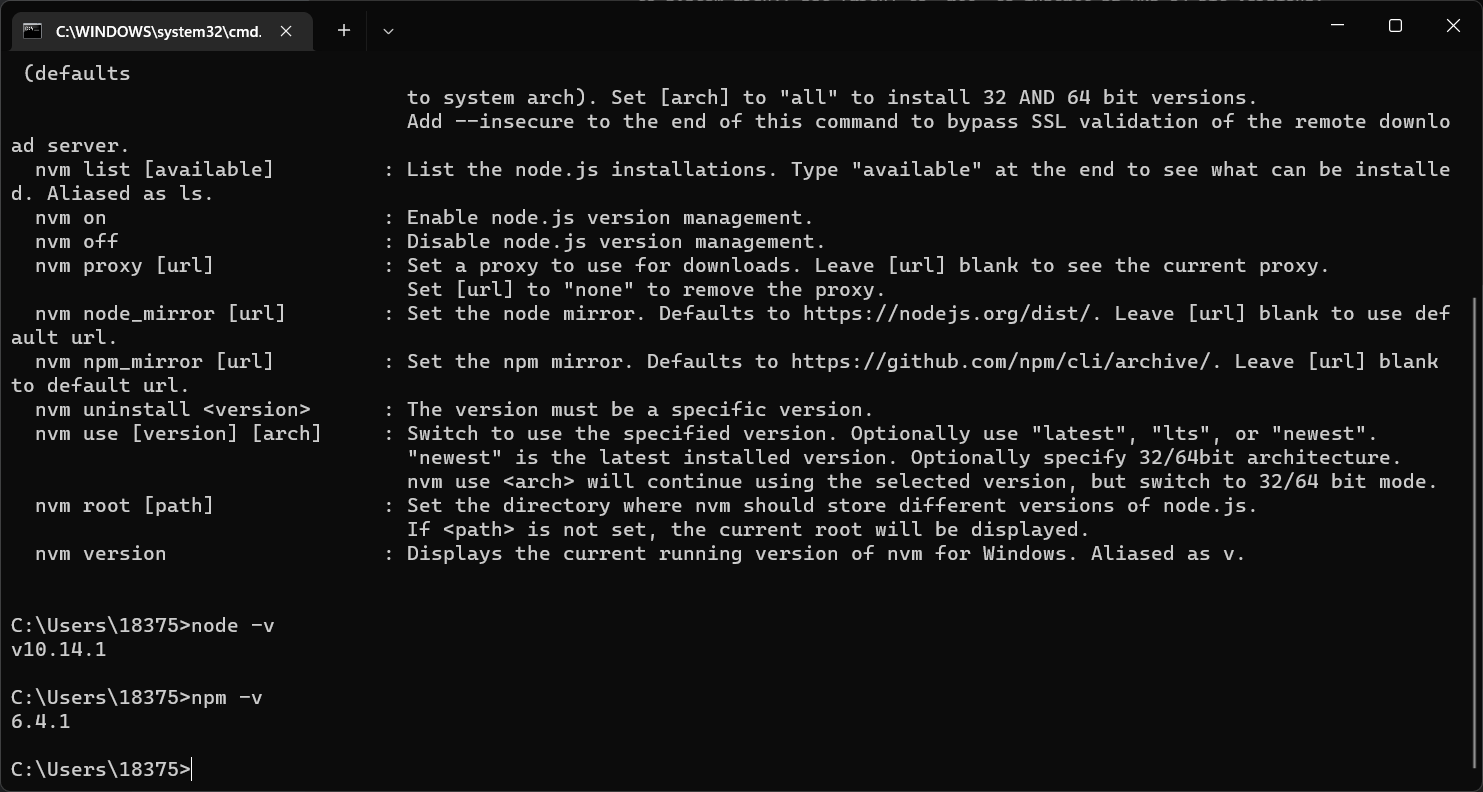 C:\WINDOWS\system32\cmd.
(defaults
to system arch). Set [arch] to "all" to install 32 AND 64 bit versions.
Add --insecure to the end of this command to bypass SSL validation of the remote downlo
ad server.
nvm list [available] : List the node.js installations. Type "available" at the end to see what can be installe
d. Aliased as ls.
nvm on : Enable node.js version management.
nvm off : Disable node.js version management.
nvm proxy [url] : Set a proxy to use for downloads. Leave [url] blank to see the current proxy.
Set [url] to "none" to remove the proxy.
nvm node_mirror [url] : Set the node mirror. Defaults to https://nodejs.org/dist/. Leave [url] blank to use def
ault url.
nvm npm_mirror [url] : Set the npm mirror. Defaults to https://github.com/npm/cli/archive/. Leave [url] blank
to default url.
nvm uninstall <version> : The version must be a specific version.
nvm use [version] [arch] : Switch to use the specified version. Optionally use "latest", "lts", or "newest".
"newest" is the latest installed version. Optionally specify 32/64bit architecture.
nvm use <arch> will continue using the selected version, but switch to 32/64 bit mode.
nvm root [path] : Set the directory where nvm should store different versions of node.js.
If <path> is not set, the current root will be displayed.
nvm version : Displays the current running version of nvm for Windows. Aliased as v.
C:\Users\18375>node -v
v10.14.1
C:\Users\18375>npm -v
6.4.1
C:\Users\18375>